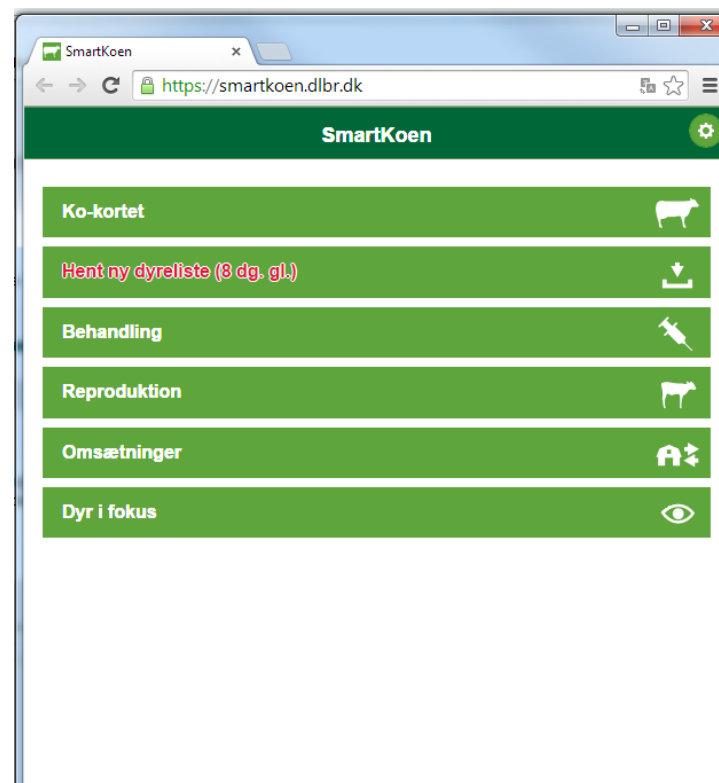 SmartKoen
https://smartkoen.dlbr.dk
SmartKoen
Ko-kortet
Hent ny dyreliste (8 dg. gl.)
Behandling
Reproduktion
Omsætninger
Dyr i fokus